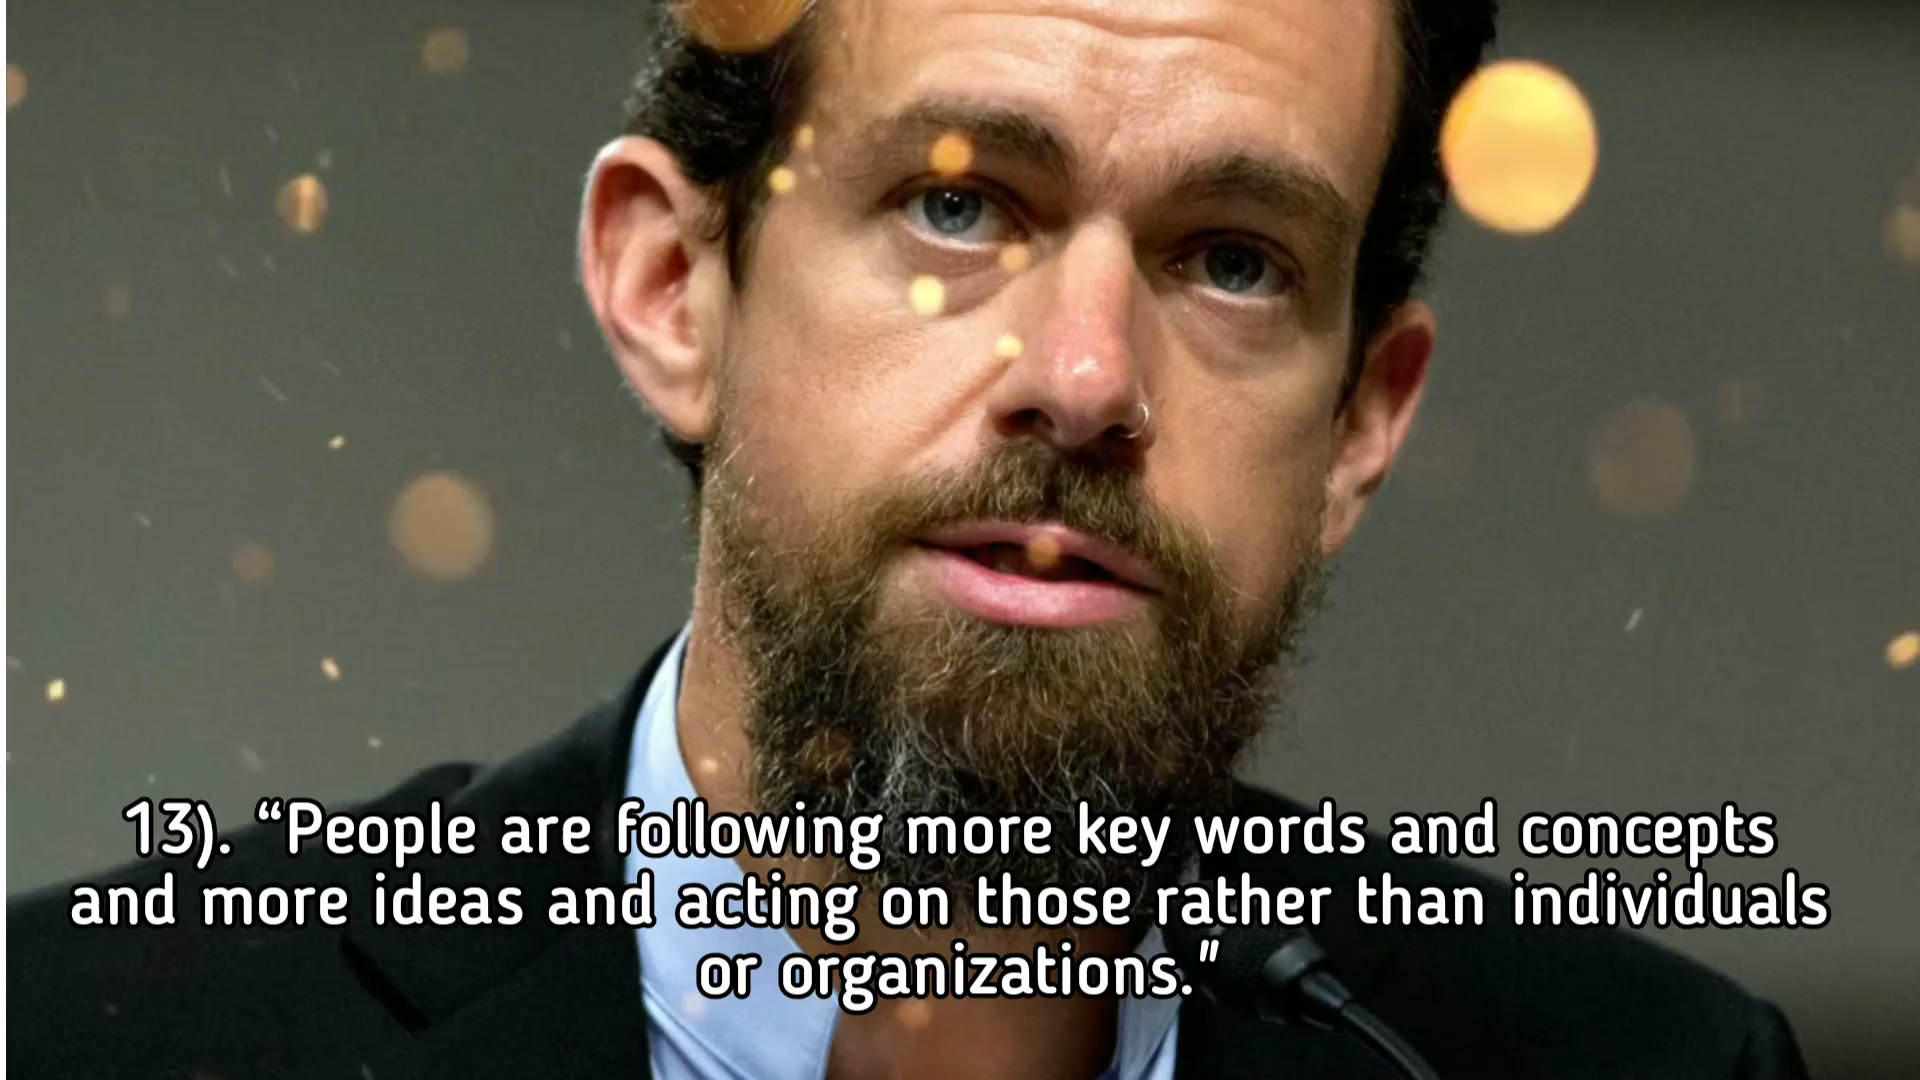 13). “People are following more key words and concepts
and more ideas and acting on those rather than individuals
or organizations."